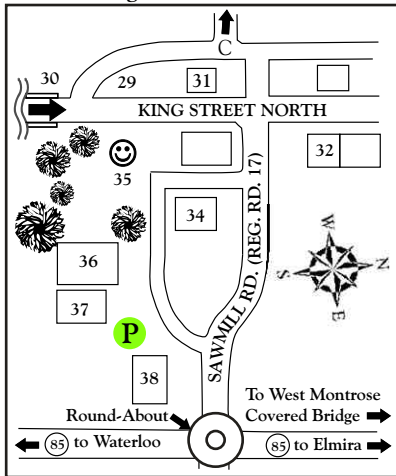 C
30
29
31
KING STREET NORTH
35
32
34
SAWMILL RD. (REG. RD. 17)
W
N
S
E
36
37
P
38
To West Montrose
Covered Bridge
Round-About
85 to Waterloo
85 to Elmira